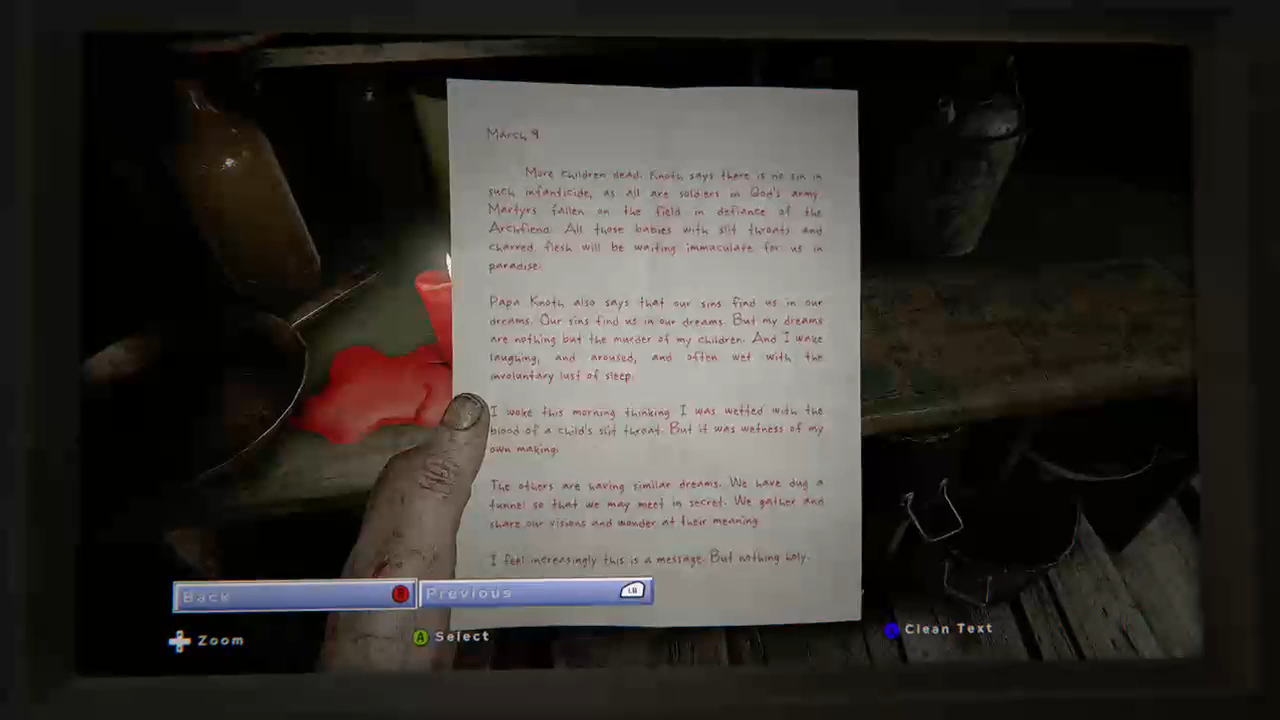 March 9
More children dead. Knoth says there is no sin in
such infanticide, as all are soldiers in God's army.
Martyrs fallen on the field in defiance of the
Archfiend. All those babies with slit throats and
charred flesh will be waiting immaculate for us in
paradise.
Papa Knoth also says that our sins find us in our
dreams. Our sins find us in our dreams. But my dreams
are nothing but the murder of my children. And I wake
laughing, and aroused, and often wet with the
involuntary lust of sleep.
I woke this morning thinking I was wetted with the
blood of a child's slit throat. But it was wetness of my
own making.
The others are having similar dreams. We have dug a
tunnel so that we may meet in secret. We gather and
share our visions and wonder at their meaning
I feel increasingly this is a message. But nothing holy.
Back B Previous LB
Zoom A Select Clean Text